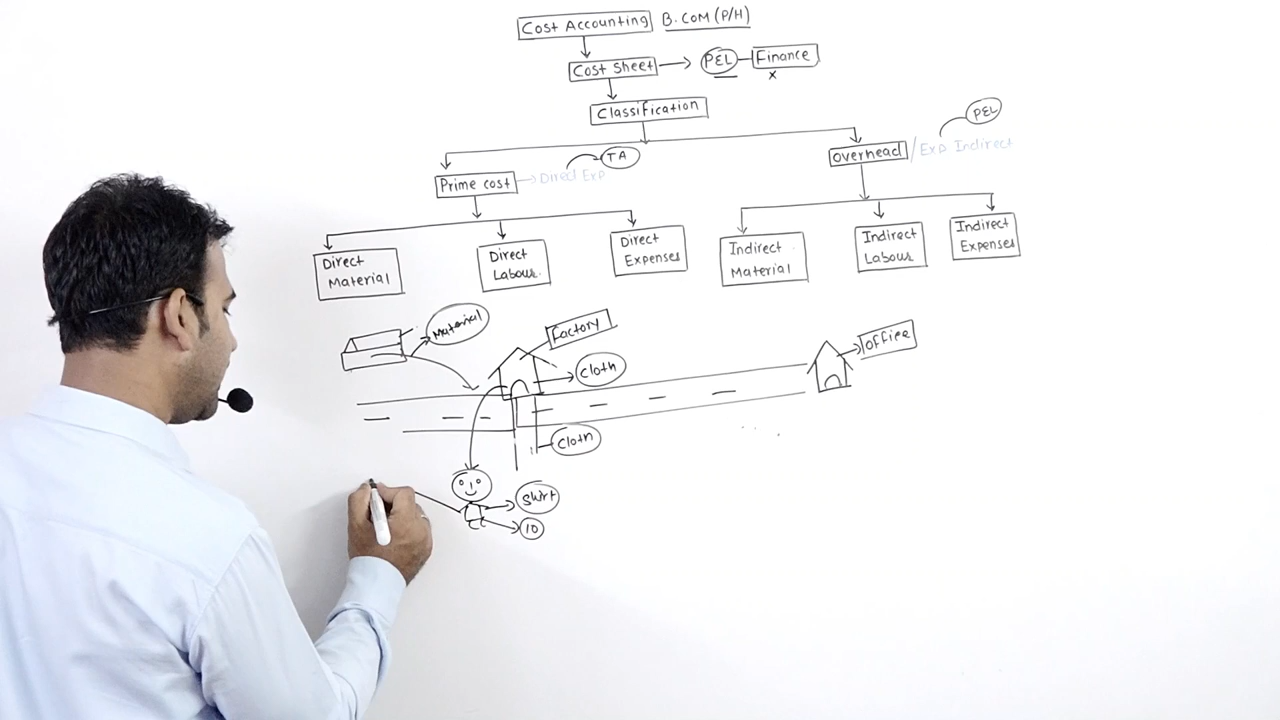 Cost Accounting B.COM (P/H)
Cost Sheet → PEL Finance
x
Classification
Prime cost → Direct Exp TA
Overhead / Exp Indirect PEL
Direct
Material
Direct
Labour.
Direct
Expenses
Indirect
Material
Indirect
Labour
Indirect
Expenses
Material
Factory
cloth
office
cloth
Shirt
10